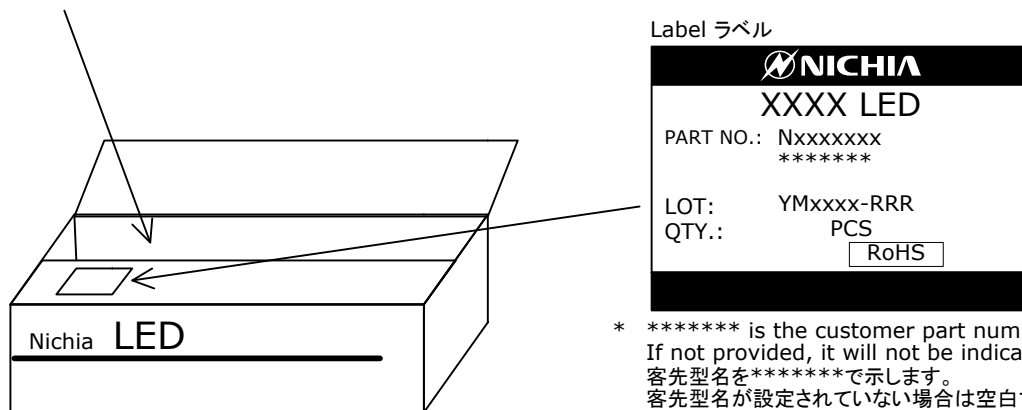 Label ラベル
NICHIA
XXXX LED
PART NO.: Nxxxxxxx
*******
LOT: YMxxxx-RRR
QTY.: PCS
RoHS
Nichia LED
* ******* is the customer part num
If not provided, it will not be indica
客先型名を*******で示します。
客先型名が設定されていない場合は空白